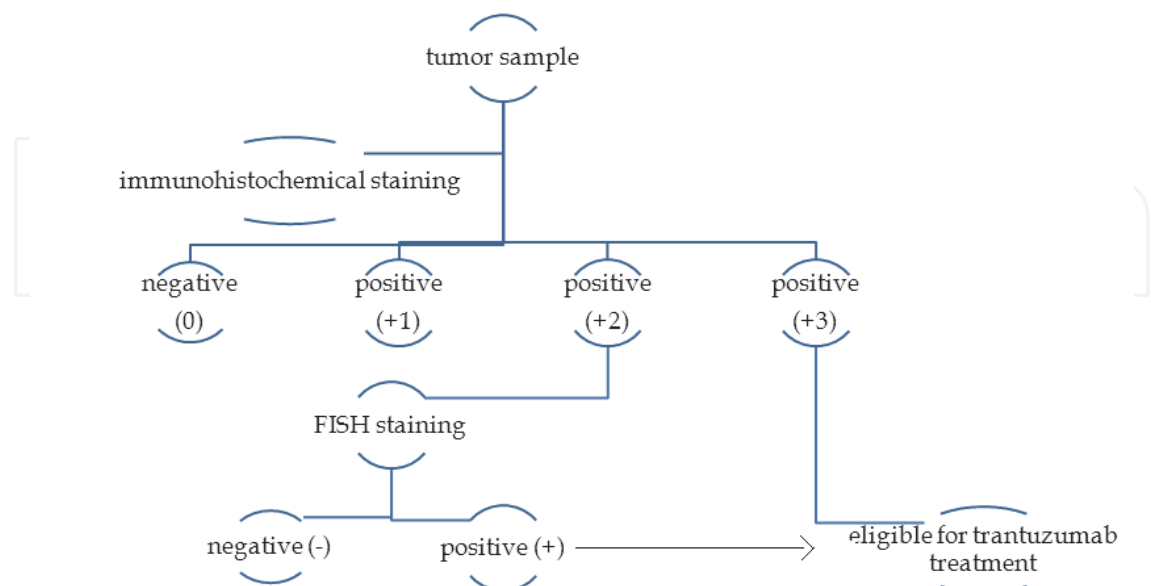 tumor sample
immunohistochemical staining
negative
(0)
positive
(+1)
positive
(+2)
positive
(+3)
FISH staining
negative (-)
positive (+)
eligible for trantuzumab
treatment